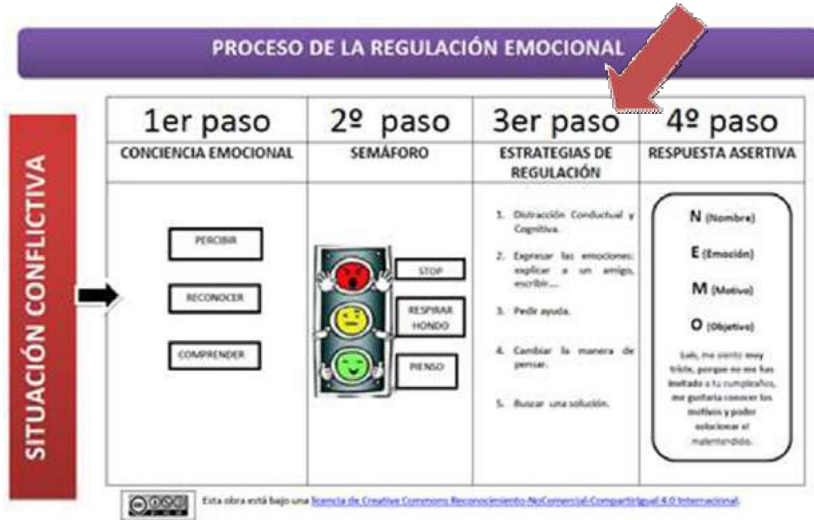 PROCESO DE LA REGULACIÓN EMOCIONAL
SITUACIÓN CONFLICTIVA
1er paso
CONCIENCIA EMOCIONAL
PERCIBIR
RECONOCER
COMPRENDER
2º paso
SEMÁFORO
STOP
RESPIRAR
HONDO
PIENSO
3er paso
ESTRATEGIAS DE
REGULACIÓN
1. Distracción Conductual y
Cognitiva.
2. Expresar las emociones:
explicar a un amigo,
escribir....
3. Pedir ayuda.
4. Cambiar la manera de
pensar.
5. Buscar una solución.
4º paso
RESPUESTA ASERTIVA
N (Nombre)
E (Emoción)
M (Motivo)
O (Objetivo)
Luis, me siento muy
triste, porque no me has
invitado a tu cumpleaños,
me gustaría conocer los
motivos y poder
solucionar el
malentendido.
Esta obra está bajo una licencia de Creative Commons Reconocimiento-NoComercial-CompartirIgual 4.0 Internacional.